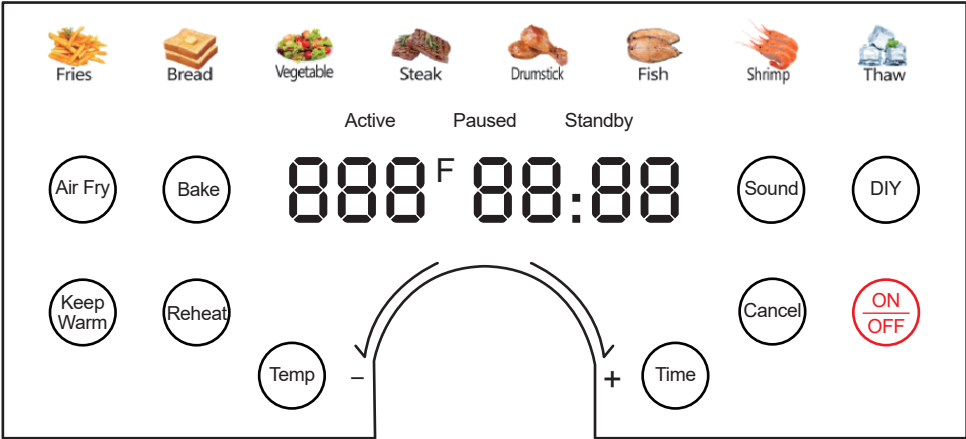 Fries Bread Vegetable Steak Drumstick Fish Shrimp Thaw
Active Paused Standby
Air Fry Bake 888 F 88:88 Sound DIY
Keep
Warm
Reheat
Cancel
ON
OFF
Temp − + Time